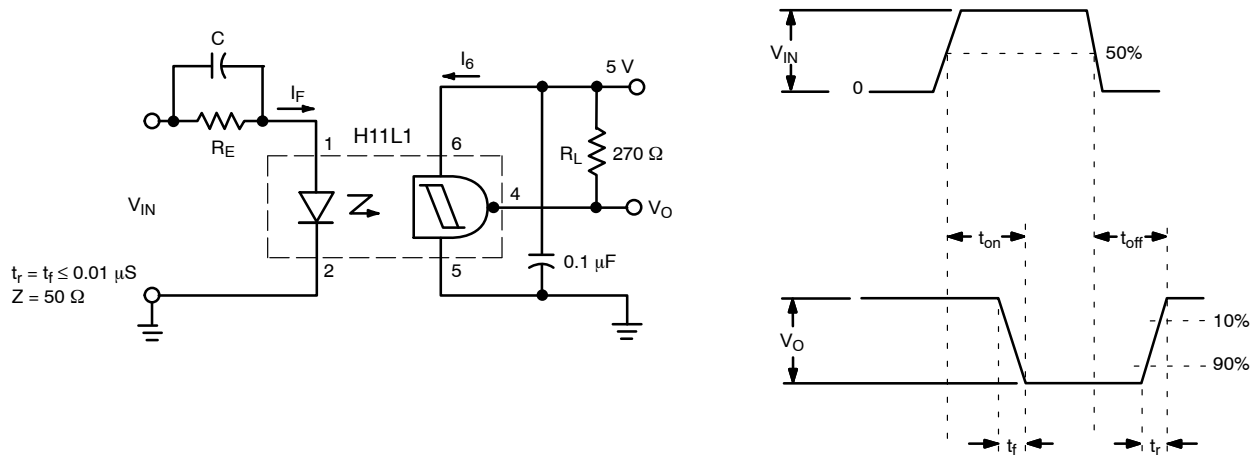 C
I_F
R_E
V_IN
t_r = t_f ≤ 0.01 μS
Z = 50 Ω
H11L1
1
2
I_6
6
5
4
5 V
R_L
270 Ω
V_O
0.1 μF
V_IN
0
50%
t_on
t_off
V_O
10%
90%
t_f
t_r